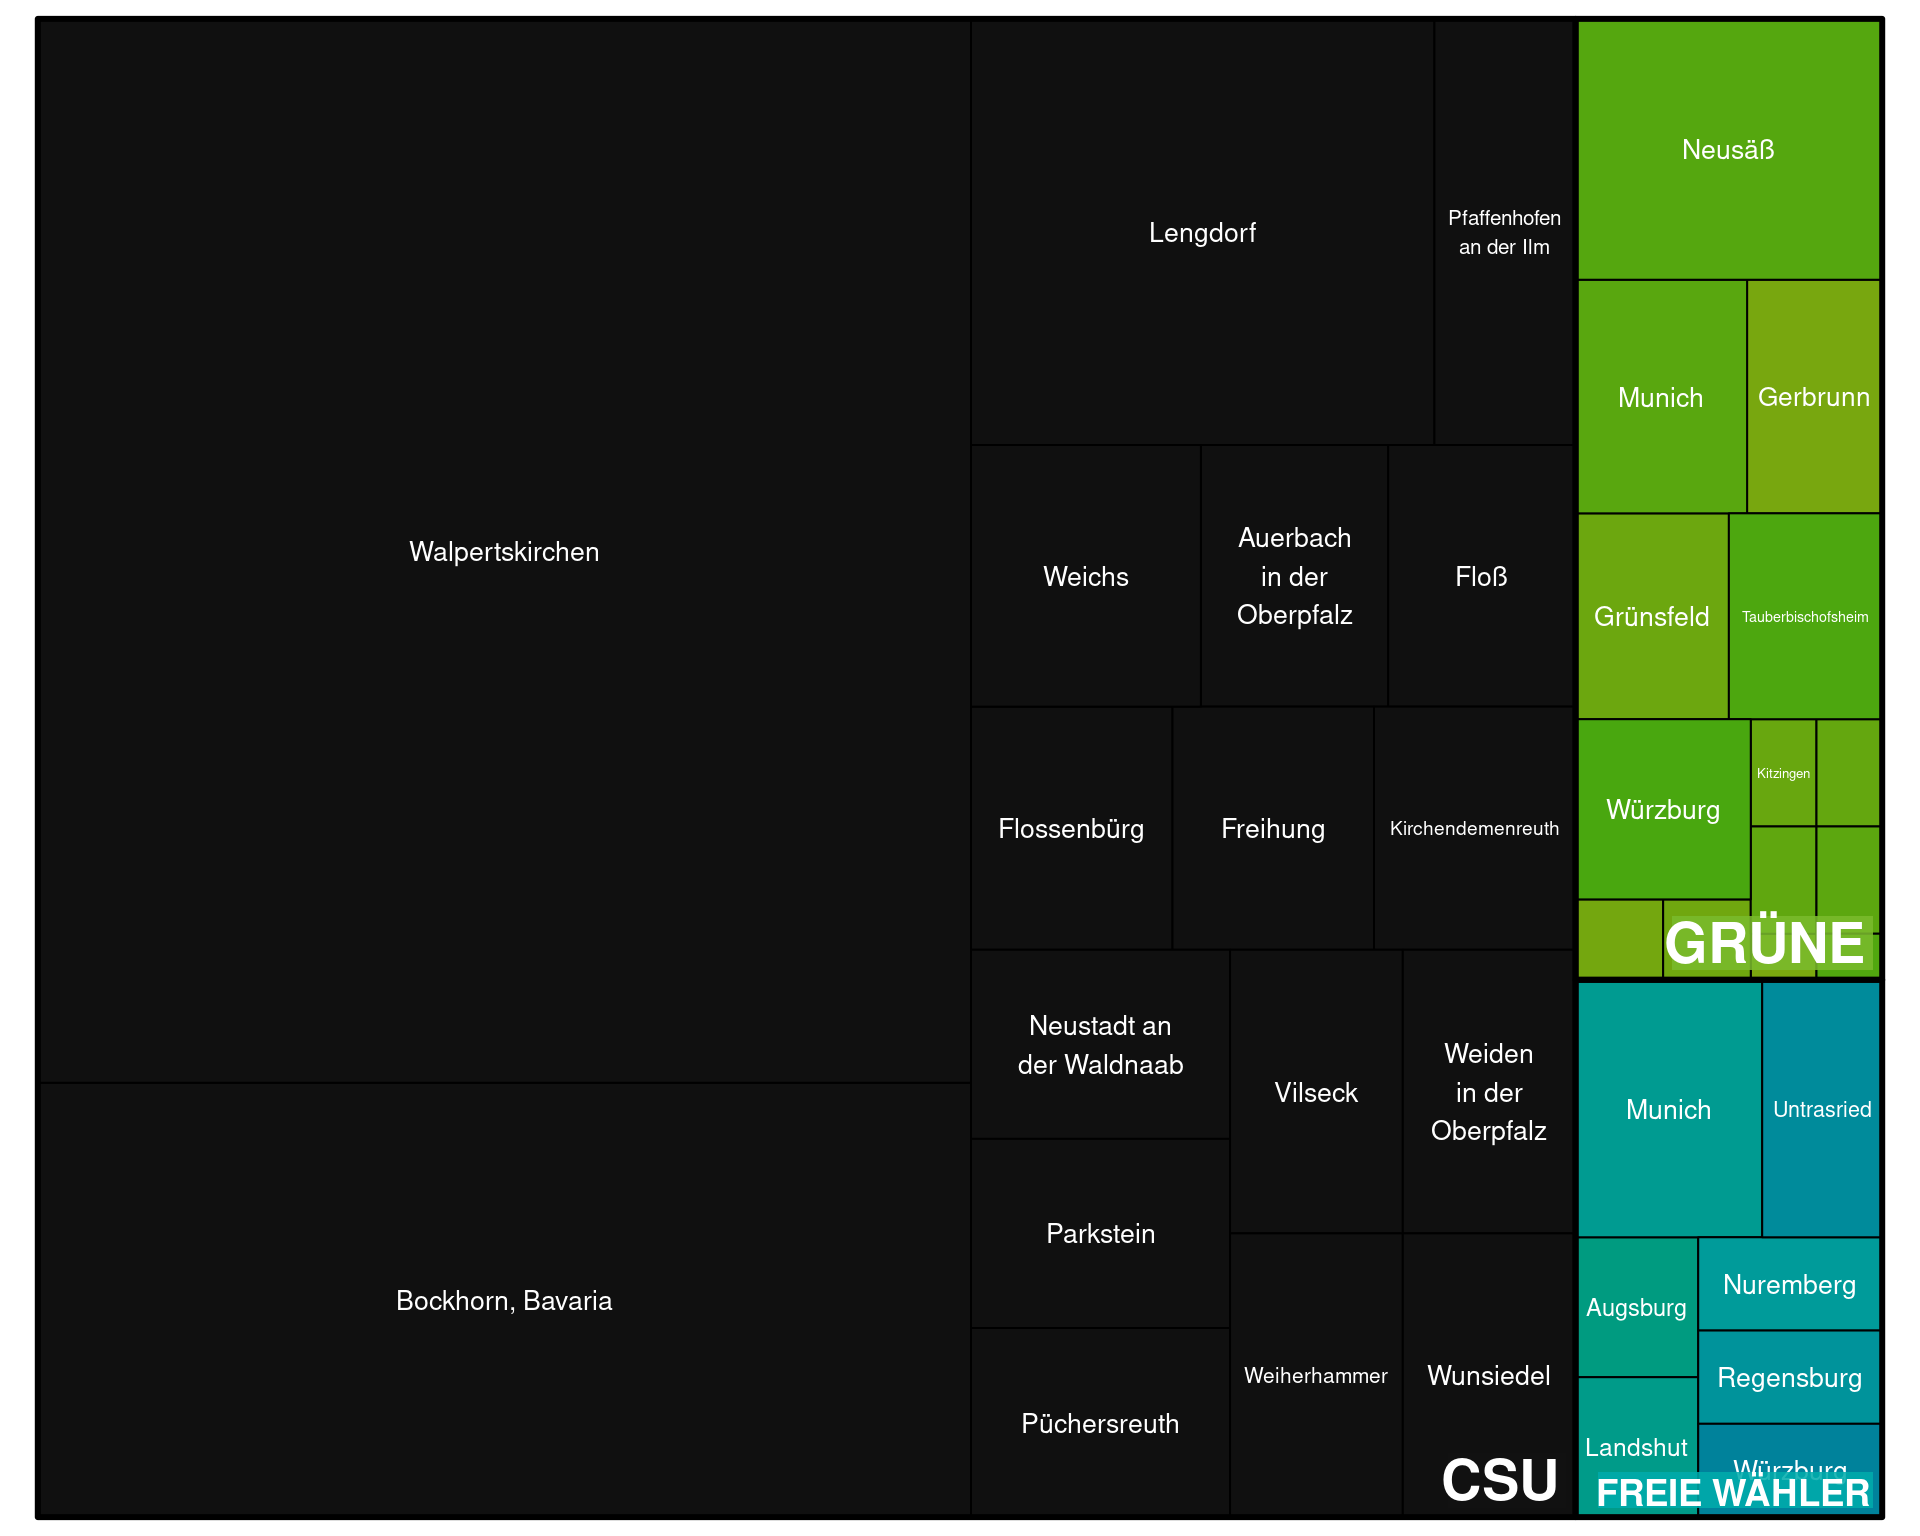 Walpertskirchen
Bockhorn, Bavaria
Lengdorf
Pfaffenhofen
an der Ilm
Weichs
Auerbach
in der
Oberpfalz
Floß
Flossenbürg
Freihung
Kirchendemenreuth
Neustadt an
der Waldnaab
Parkstein
Püchersreuth
Vilseck
Weiden
in der
Oberpfalz
Weiherhammer
Wunsiedel
CSU
Neusäß
Munich
Gerbrunn
Grünsfeld
Tauberbischofsheim
Würzburg
Kitzingen
GRÜNE
Munich
Untrasried
Augsburg
Nuremberg
Regensburg
Landshut
Würzburg
FREIE WÄHLER